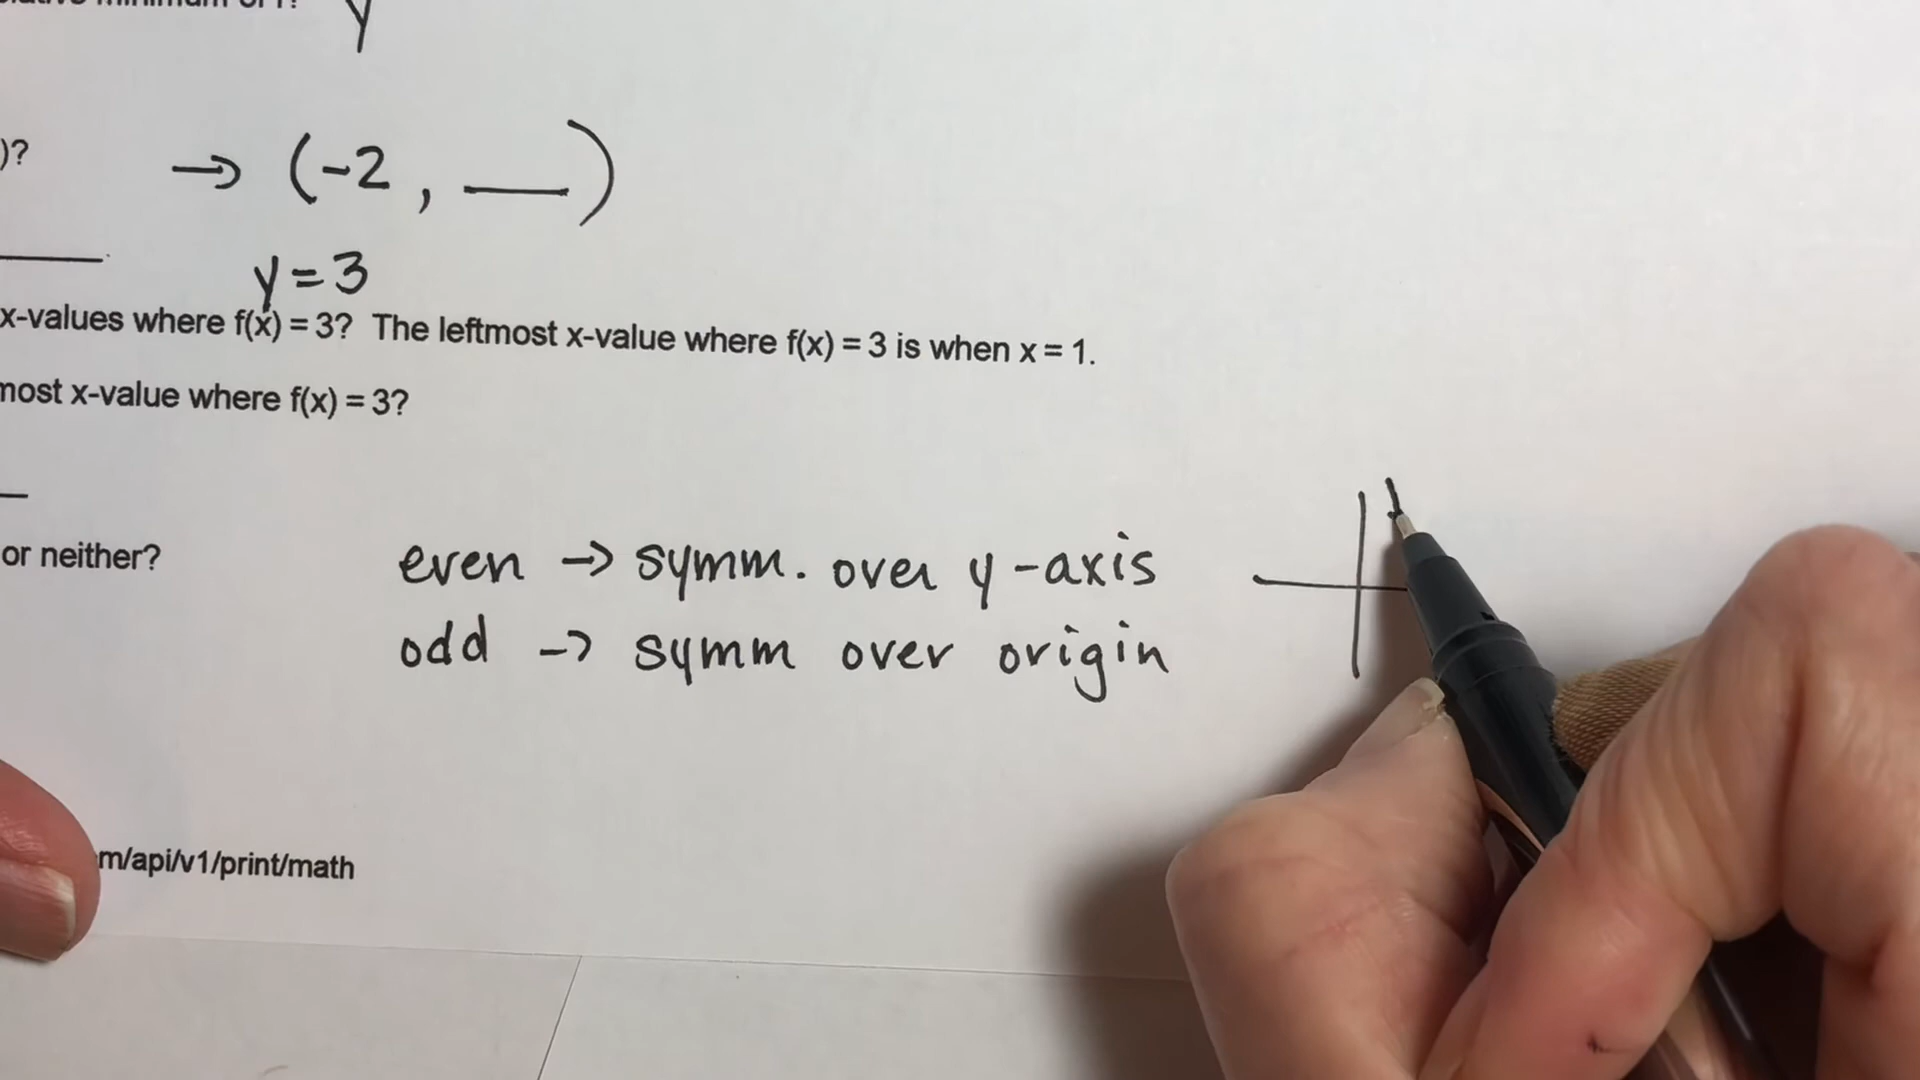 y
)? → (-2, __)
y=3
x-values where f(x) = 3? The leftmost x-value where f(x) = 3 is when x = 1.
most x-value where f(x) = 3?
or neither? even → symm. over y-axis
odd → symm over origin
m/api/v1/print/math